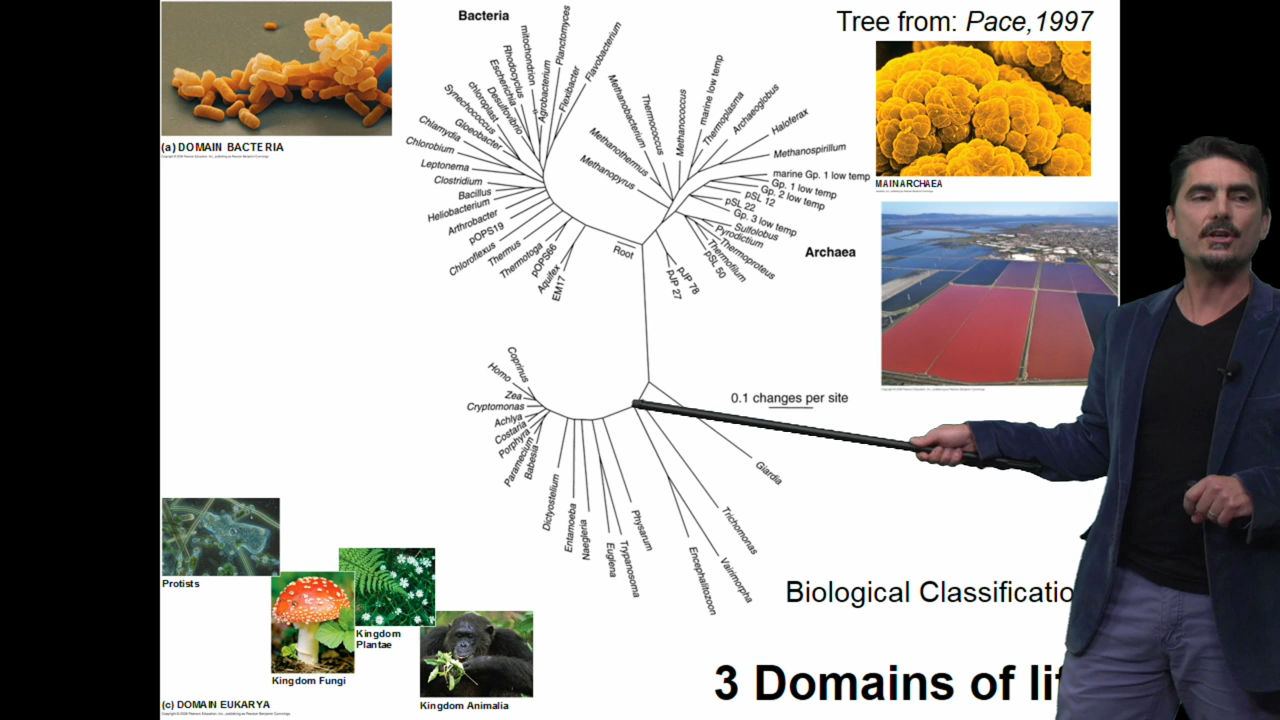 Tree from: Pace,1997
Bacteria
Planctomyces
Flavobacterium
mitochondrion
Rhodocyclus
Escherichia
Desulfovibrio
Agrobacterium
Flexibacter
chloroplast
Synechococcus
Gloeobacter
Chlamydia
Chlorobium
Leptonema
Clostridium
Bacillus
Heliobacterium
Arthrobacter
pOPS19
Chloroflexus
Thermus
Thermotoga
pOPS66
Aquifex
EM17
Root
Methanobacterium
Thermococcus
Methanothermus
Methanopyrus
Methanococcus
marine low temp
Thermoplasma
Archaeoglobus
Haloferax
Methanospirillum
marine Gp. 1 low temp
Gp. 1 low temp
Gp. 2 low temp
pSL 12
pSL 22
Gp. 3 low temp
Sulfolobus
Pyrodictium
Thermoproteus
Thermofilum
pSL 50
pJP 78
pJP 27
Archaea
(a) DOMAIN BACTERIA
MAIN ARCHAEA
0.1 changes per site
Coprinus
Homo
Zea
Cryptomonas
Achlya
Costaria
Porphyra
Paramecium
Babesia
Dictyostelium
Entamoeba
Naegleria
Euglena
Trypanosoma
Physarum
Encephalitozoon
Vairimorpha
Trichomonas
Giardia
Protists
Kingdom Fungi
Kingdom
Plantae
Kingdom Animalia
(c) DOMAIN EUKARYA
Biological Classificatio
3 Domains of lif